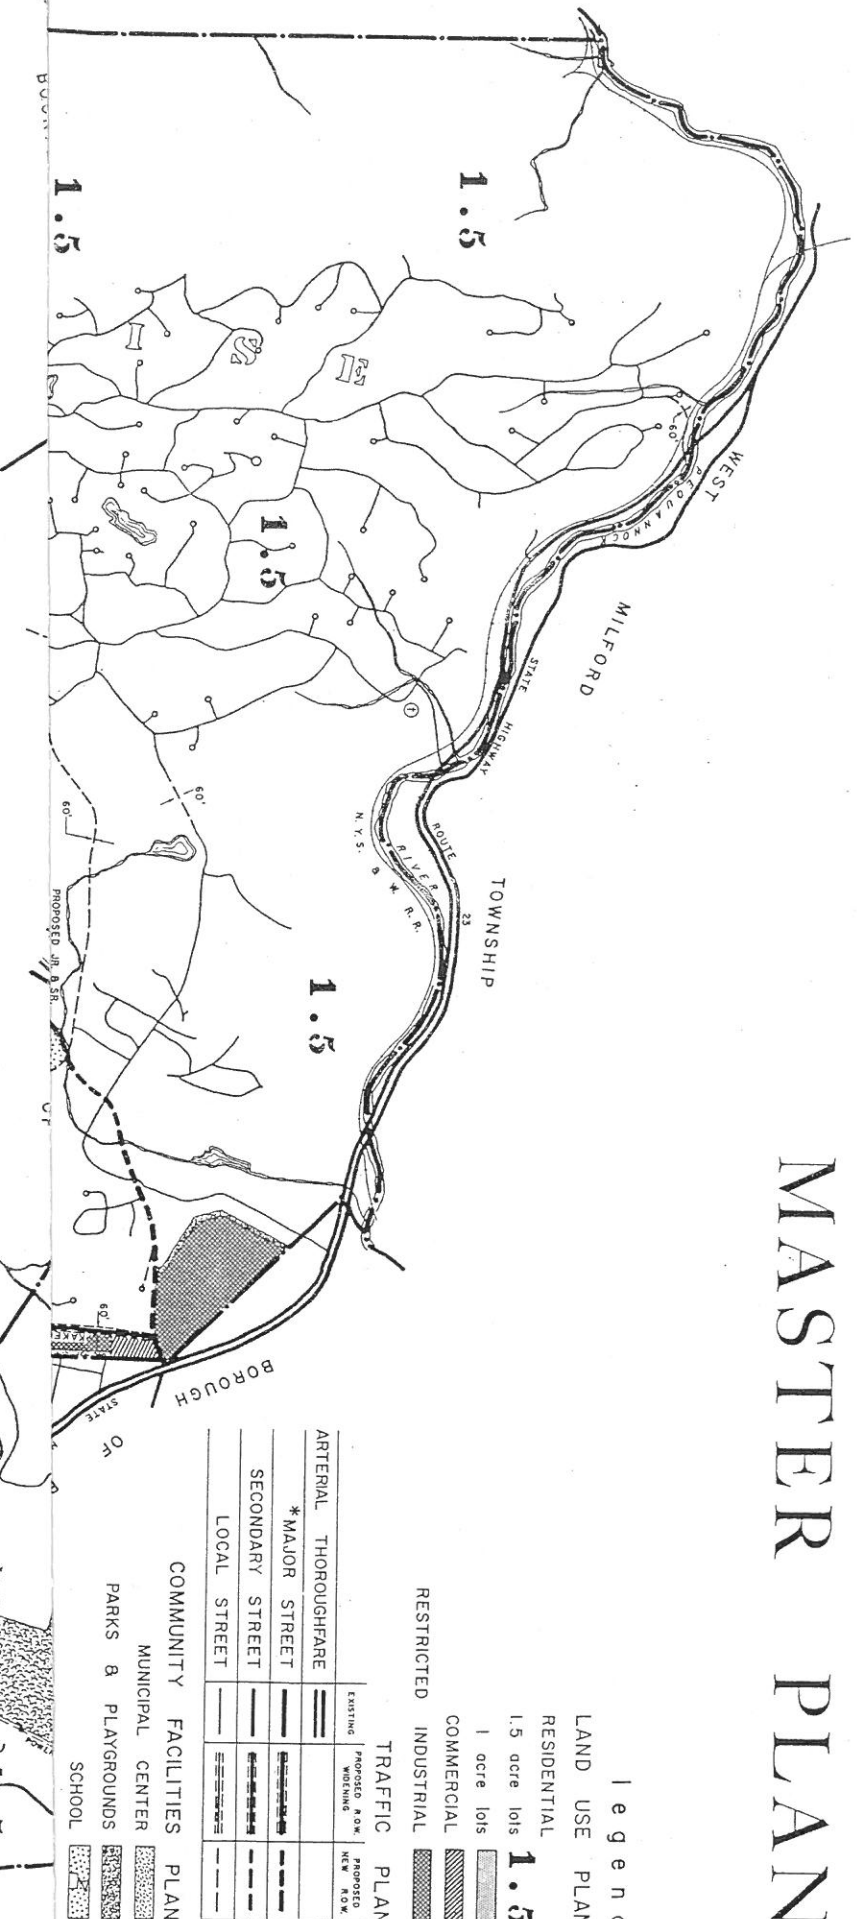 MASTER PLAN
legen
LAND USE PLAN
RESIDENTIAL
1.5 acre lots 1.5
1 acre lots
COMMERCIAL
RESTRICTED INDUSTRIAL
TRAFFIC PLAN
EXISTING
PROPOSED R.O.W. WIDENING
PROPOSED NEW R.O.W.
ARTERIAL THOROUGHFARE
*MAJOR STREET
SECONDARY STREET
LOCAL STREET
COMMUNITY FACILITIES PLAN
MUNICIPAL CENTER
PARKS & PLAYGROUNDS
SCHOOL
WEST
MILFORD
TOWNSHIP
PEQUANNOCK
RIVER
STATE
HIGHWAY
ROUTE
23
N.Y.S. & W. R.R.
1.5
1.5
1.5
1.5
I S E
60'
60'
60'
60'
PROPOSED JR. & SR.
BOROUGH
OF
STATE